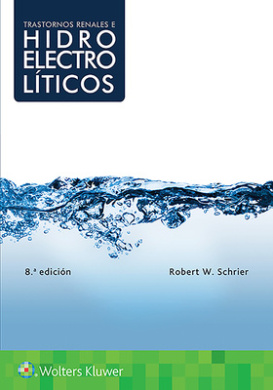 TRASTORNOS RENALES E
HIDRO
ELECTRO
LÍTICOS
8.ª edición
Robert W. Schrier
Wolters Kluwer